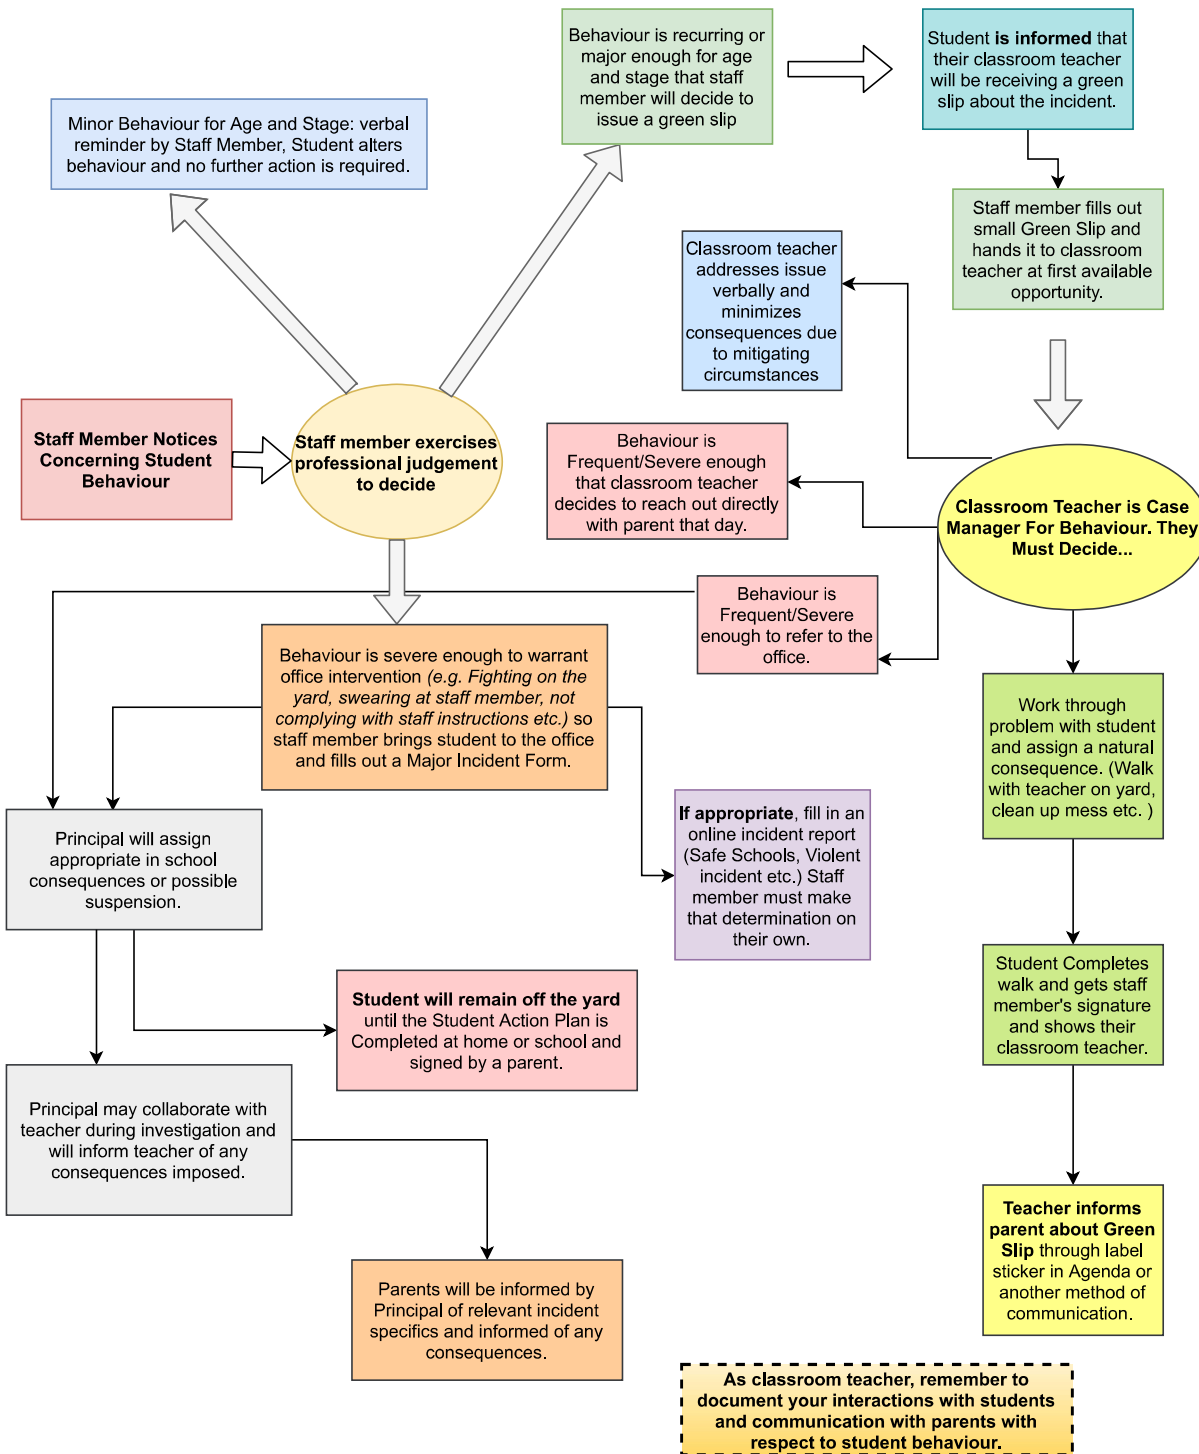 Behaviour is recurring or
major enough for age
and stage that staff
member will decide to
issue a green slip
Student is informed that
their classroom teacher
will be receiving a green
slip about the incident.
Minor Behaviour for Age and Stage: verbal
reminder by Staff Member, Student alters
behaviour and no further action is required.
Staff member fills out
small Green Slip and
hands it to classroom
teacher at first available
opportunity.
Classroom teacher
addresses issue
verbally and
minimizes
consequences due
to mitigating
circumstances
Staff Member Notices
Concerning Student
Behaviour
Staff member exercises
professional judgement
to decide
Behaviour is
Frequent/Severe enough
that classroom teacher
decides to reach out directly
with parent that day.
Classroom Teacher is Case
Manager For Behaviour. They
Must Decide...
Behaviour is
Frequent/Severe
enough to refer to the
office.
Behaviour is severe enough to warrant
office intervention (e.g. Fighting on the
yard, swearing at staff member, not
complying with staff instructions etc.) so
staff member brings student to the office
and fills out a Major Incident Form.
Work through
problem with student
and assign a natural
consequence. (Walk
with teacher on yard,
clean up mess etc. )
Principal will assign
appropriate in school
consequences or possible
suspension.
If appropriate, fill in an
online incident report
(Safe Schools, Violent
incident etc.) Staff
member must make
that determination on
their own.
Student Completes
walk and gets staff
member's signature
and shows their
classroom teacher.
Student will remain off the yard
until the Student Action Plan is
Completed at home or school and
signed by a parent.
Principal may collaborate with
teacher during investigation and
will inform teacher of any
consequences imposed.
Teacher informs
parent about Green
Slip through label
sticker in Agenda or
another method of
communication.
Parents will be informed by
Principal of relevant incident
specifics and informed of any
consequences.
As classroom teacher, remember to
document your interactions with students
and communication with parents with
respect to student behaviour.